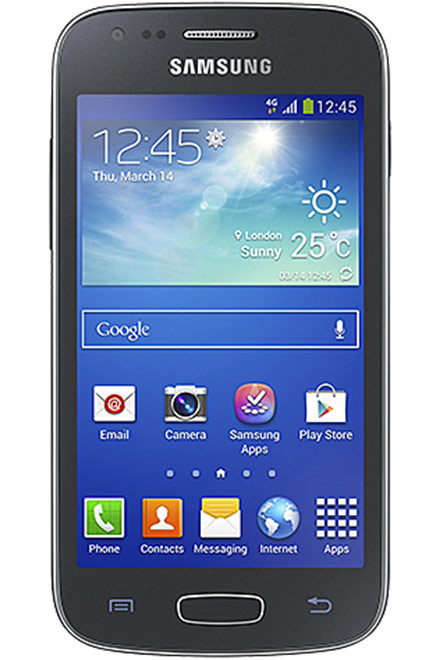 SAMSUNG
4G 12:45
12:45
Thu, March 14
London
Sunny 25°c
03/14 12:45
Google
Email Camera Samsung Apps Play Store
Phone Contacts Messaging Internet Apps